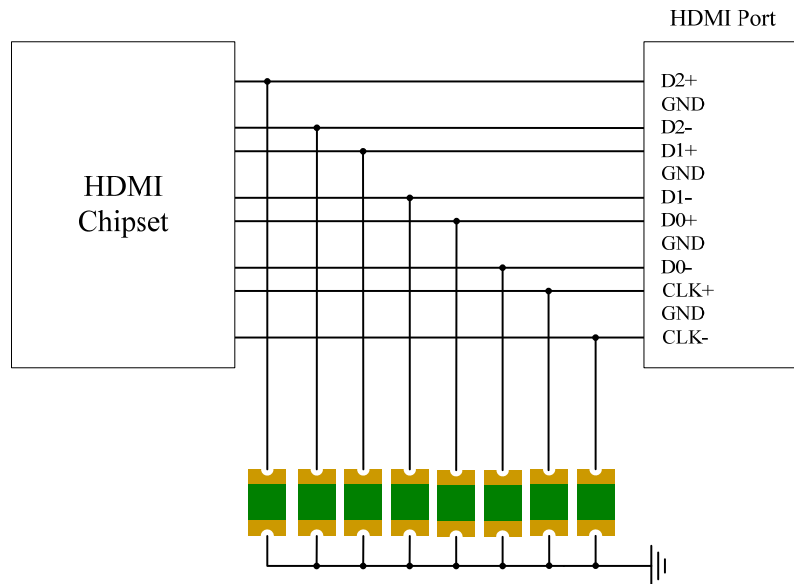 HDMI Port
HDMI
Chipset
D2+
GND
D2-
D1+
GND
D1-
D0+
GND
D0-
CLK+
GND
CLK-